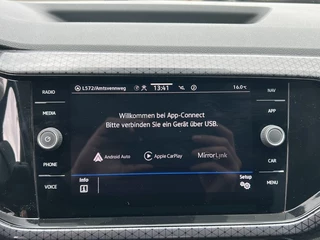 RADIO
MEDIA
PHONE
VOICE
L572/Amtsvennweg 13:41 16.0°C
Willkommen bei App-Connect
Bitte verbinden Sie ein Gerät über USB.
Android Auto Apple CarPlay MirrorLink
Info Setup
NAV
APP
CAR
MENU